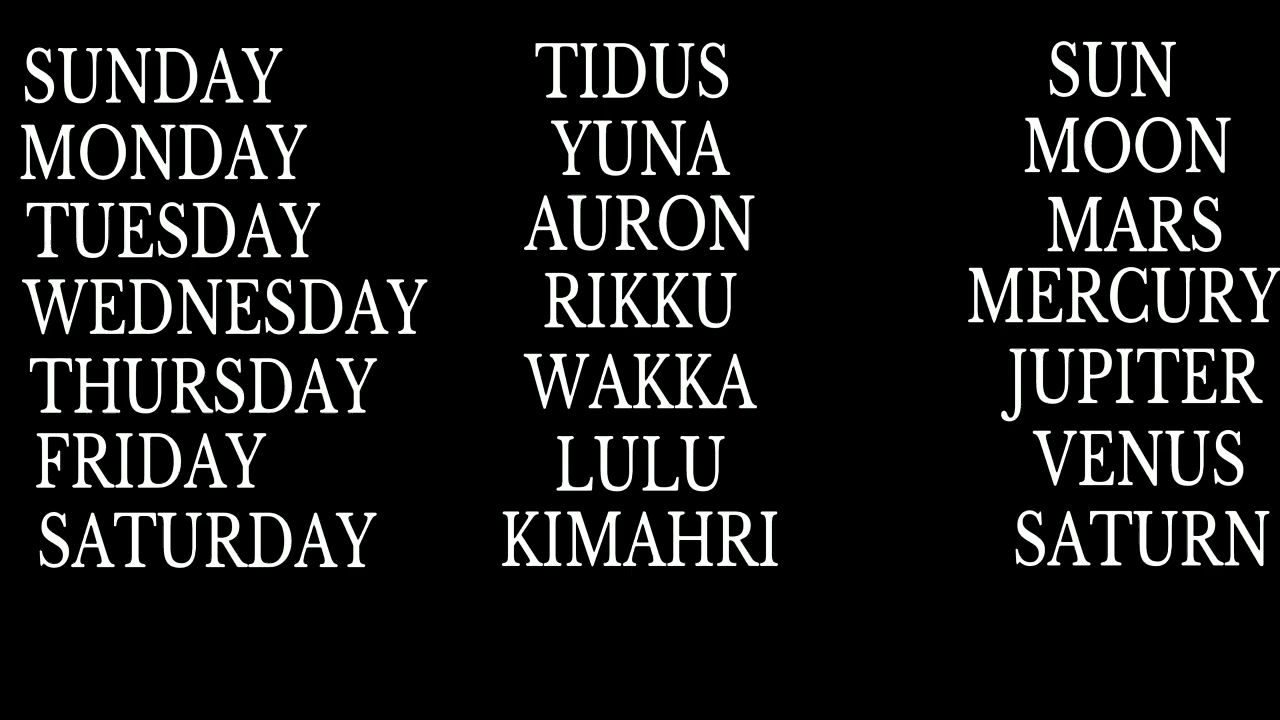 SUNDAY TIDUS SUN
MONDAY YUNA MOON
TUESDAY AURON MARS
WEDNESDAY RIKKU MERCURY
THURSDAY WAKKA JUPITER
FRIDAY LULU VENUS
SATURDAY KIMAHRI SATURN